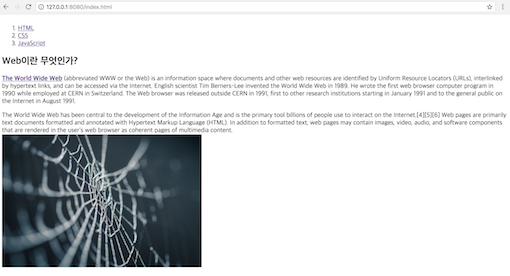 127.0.0.1:8080/index.html
1. HTML
2. CSS
3. JavaScript
Web이란 무엇인가?
The World Wide Web (abbreviated WWW or the Web) is an information space where documents and other web resources are identified by Uniform Resource Locators (URLs), interlinked
by hypertext links, and can be accessed via the Internet. English scientist Tim Berners-Lee invented the World Wide Web in 1989. He wrote the first web browser computer program in
1990 while employed at CERN in Switzerland. The Web browser was released outside CERN in 1991, first to other research institutions starting in January 1991 and to the general public on
the Internet in August 1991.
The World Wide Web has been central to the development of the Information Age and is the primary tool billions of people use to interact on the Internet.[4][5][6] Web pages are primarily
text documents formatted and annotated with Hypertext Markup Language (HTML). In addition to formatted text, web pages may contain images, video, audio, and software components
that are rendered in the user's web browser as coherent pages of multimedia content.